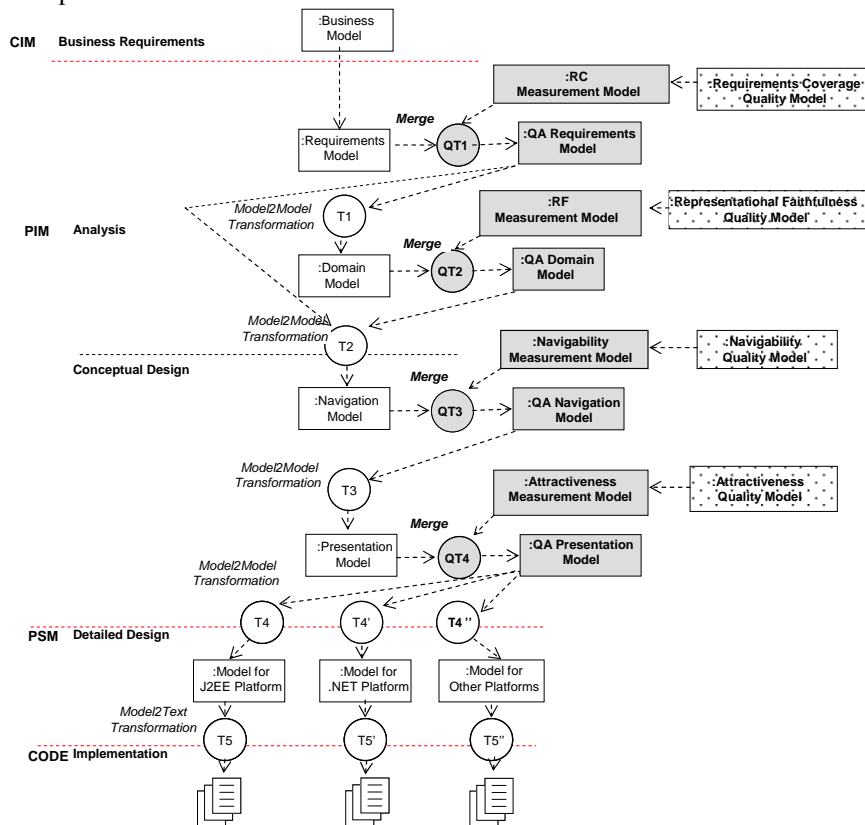 :Business
Model
CIM Business Requirements
:RC
Measurement Model
:Requirements Coverage
Quality Model
Merge
:Requirements
Model
QT1
:QA Requirements
Model
Model2Model
Transformation
T1
:RF
Measurement Model
:Representational Faithfulness
Quality Model
PIM Analysis
Merge
:Domain
Model
QT2
:QA Domain
Model
Model2Model
Transformation
T2
:Navigability
Measurement Model
:Navigability
Quality Model
Conceptual Design
Merge
:Navigation
Model
QT3
:QA Navigation
Model
Model2Model
Transformation
T3
:Attractiveness
Measurement Model
:Attractiveness
Quality Model
Merge
:Presentation
Model
QT4
:QA Presentation
Model
Model2Model
Transformation
T4
T4'
T4''
PSM Detailed Design
:Model for
J2EE Platform
:Model for
.NET Platform
:Model for
Other Platforms
Model2Text
Transformation
T5
T5'
T5''
CODE Implementation